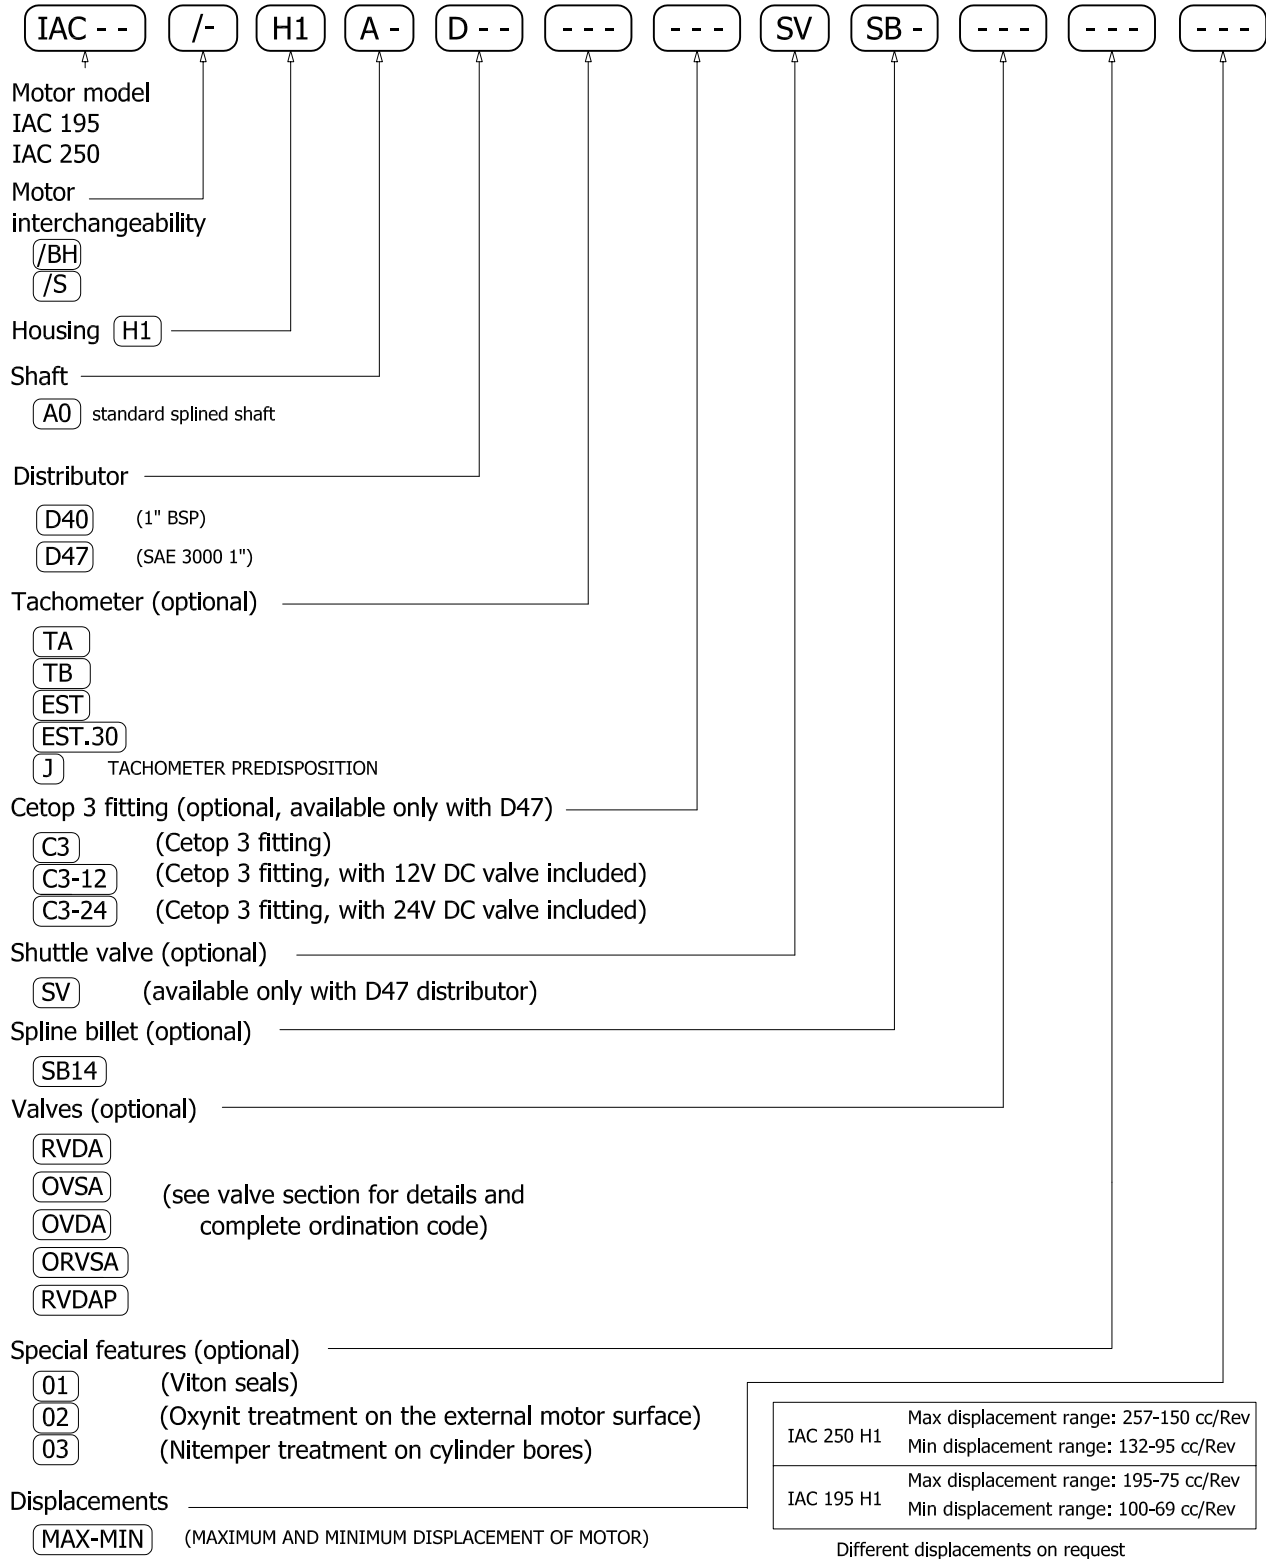 IAC - - /- H1 A - D - - - - - - - - SV SB - - - - - - - - - -
Motor model
IAC 195
IAC 250
Motor
interchangeability
/BH
/S
Housing H1
Shaft
A0 standard splined shaft
Distributor
D40 (1" BSP)
D47 (SAE 3000 1")
Tachometer (optional)
TA
TB
EST
EST.30
J TACHOMETER PREDISPOSITION
Cetop 3 fitting (optional, available only with D47)
C3 (Cetop 3 fitting)
C3-12 (Cetop 3 fitting, with 12V DC valve included)
C3-24 (Cetop 3 fitting, with 24V DC valve included)
Shuttle valve (optional)
SV (available only with D47 distributor)
Spline billet (optional)
SB14
Valves (optional)
RVDA
OVSA
OVDA
ORVSA
RVDAP
(see valve section for details and
complete ordination code)
Special features (optional)
01 (Viton seals)
02 (Oxynit treatment on the external motor surface)
03 (Nitemper treatment on cylinder bores)
Displacements
MAX-MIN (MAXIMUM AND MINIMUM DISPLACEMENT OF MOTOR)
IAC 250 H1
Max displacement range: 257-150 cc/Rev
Min displacement range: 132-95 cc/Rev
IAC 195 H1
Max displacement range: 195-75 cc/Rev
Min displacement range: 100-69 cc/Rev
Different displacements on request